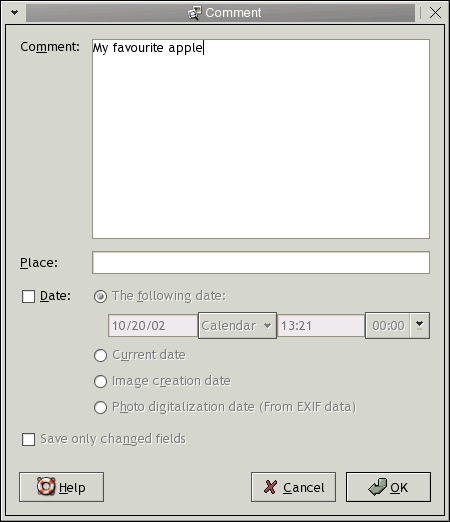 Comment
Comment:
My favourite apple
Place:
Date:
The following date:
10/20/02 Calendar 13:21 00:00
Current date
Image creation date
Photo digitalization date (From EXIF data)
Save only changed fields
Help Cancel OK